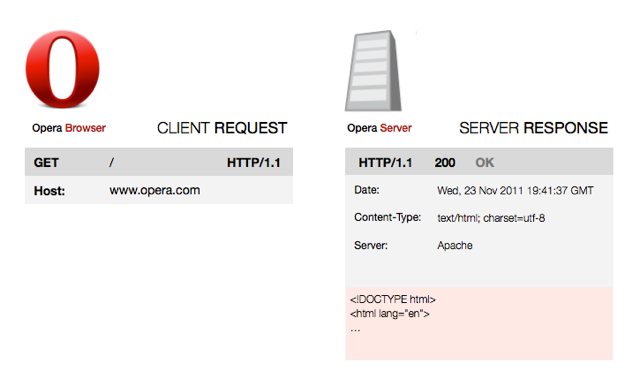 Opera Browser
CLIENT REQUEST
GET / HTTP/1.1
Host: www.opera.com
Opera Server
SERVER RESPONSE
HTTP/1.1 200 OK
Date: Wed, 23 Nov 2011 19:41:37 GMT
Content-Type: text/html; charset=utf-8
Server: Apache
<!DOCTYPE html>
<html lang="en">
...